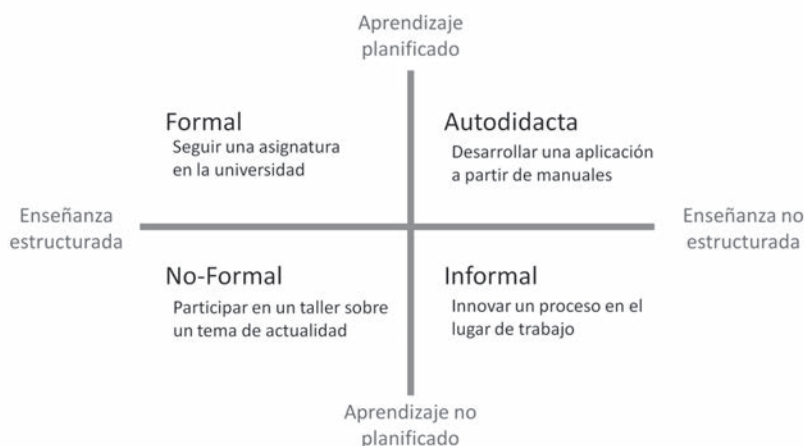 Aprendizaje
planificado
Formal
Seguir una asignatura
en la universidad
Autodidacta
Desarrollar una aplicación
a partir de manuales
Enseñanza
estructurada
Enseñanza no
estructurada
No-Formal
Participar en un taller sobre
un tema de actualidad
Informal
Innovar un proceso en el
lugar de trabajo
Aprendizaje no
planificado